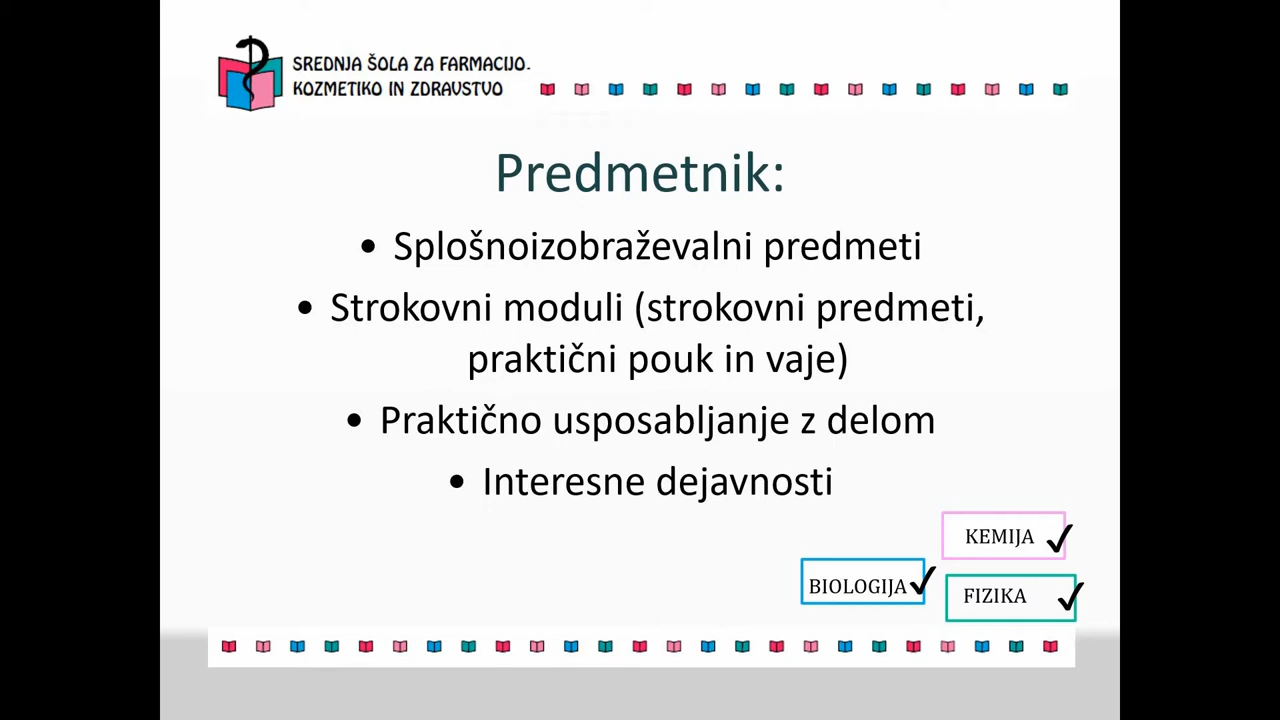 SREDNJA ŠOLA ZA FARMACIJO,
KOZMETIKO IN ZDRAVSTVO
Predmetnik:
• Splošnoizobraževalni predmeti
• Strokovni moduli (strokovni predmeti,
praktični pouk in vaje)
• Praktično usposabljanje z delom
• Interesne dejavnosti
KEMIJA ✓
BIOLOGIJA ✓
FIZIKA ✓